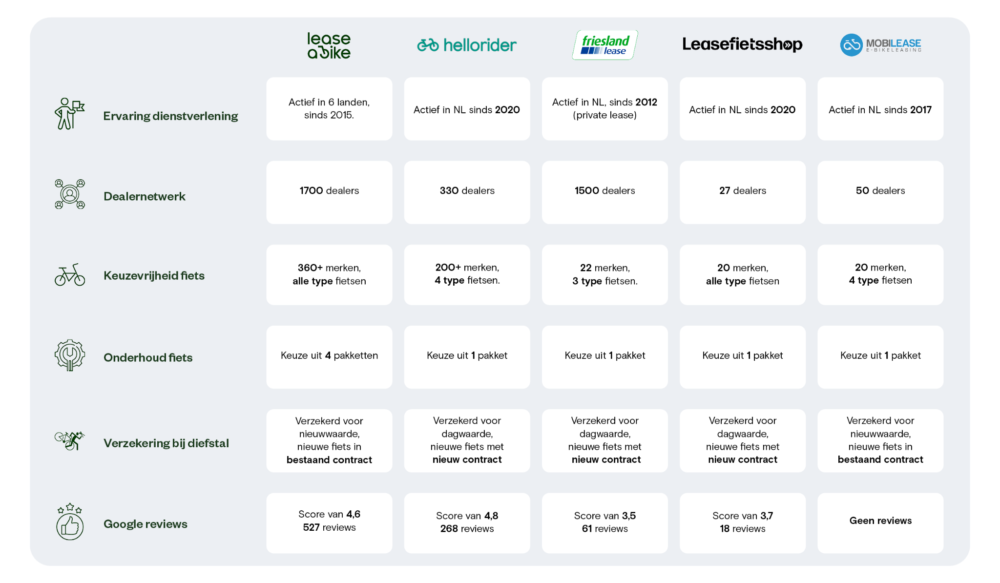 lease
a bike
hellorider
friesland
lease
Leasefietsshop
MOBILEASE
E-BIKELEASING
Ervaring dienstverlening
Actief in 6 landen,
sinds 2015.
Actief in NL sinds 2020
Actief in NL, sinds 2012
(private lease)
Actief in NL sinds 2020
Actief in NL sinds 2017
Dealernetwerk
1700 dealers
330 dealers
1500 dealers
27 dealers
50 dealers
Keuzevrijheid fiets
360+ merken,
alle type fietsen
200+ merken,
4 type fietsen.
22 merken,
3 type fietsen.
20 merken,
alle type fietsen
20 merken,
4 type fietsen
Onderhoud fiets
Keuze uit 4 pakketten
Keuze uit 1 pakket
Keuze uit 1 pakket
Keuze uit 1 pakket
Keuze uit 1 pakket
Verzekering bij diefstal
Verzekerd voor
nieuwwaarde,
nieuwe fiets in
bestaand contract
Verzekerd voor
dagwaarde,
nieuwe fiets met
nieuw contract
Verzekerd voor
dagwaarde,
nieuwe fiets met
nieuw contract
Verzekerd voor
dagwaarde,
nieuwe fiets met
nieuw contract
Verzekerd voor
nieuwwaarde,
nieuwe fiets in
bestaand contract
Google reviews
Score van 4,6
527 reviews
Score van 4,8
268 reviews
Score van 3,5
61 reviews
Score van 3,7
18 reviews
Geen reviews